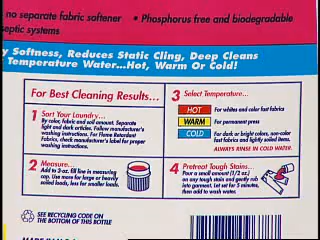 no separate fabric softener • Phosphorus free and biodegradable
septic systems
y Softness, Reduces Static Cling, Deep Cleans
Temperature Water...Hot, Warm Or Cold!
For Best Cleaning Results...
1 Sort Your Laundry...
By color, fabric and soil amount. Separate
light and dark articles. Follow manufacturer's
washing instructions. For Flame Retardant
Fabrics, check manufacturer's label for proper
washing instructions.
2 Measure...
Add to 3-oz. fill line in measuring
cap. Use more for large or heavily
soiled loads, less for smaller loads.
3 Select Temperature...
HOT For whites and color fast fabrics
WARM For permanent press
COLD For dark or bright colors, non-color
fast fabrics and lightly soiled items.
ALWAYS RINSE IN COLD WATER.
4 Pretreat Tough Stains...
Pour a small amount (1/2 oz.)
on any tough stain and gently rub
into garment. Let set for 3 minutes,
then add to wash water.
SEE RECYCLING CODE ON
THE BOTTOM OF THIS BOTTLE